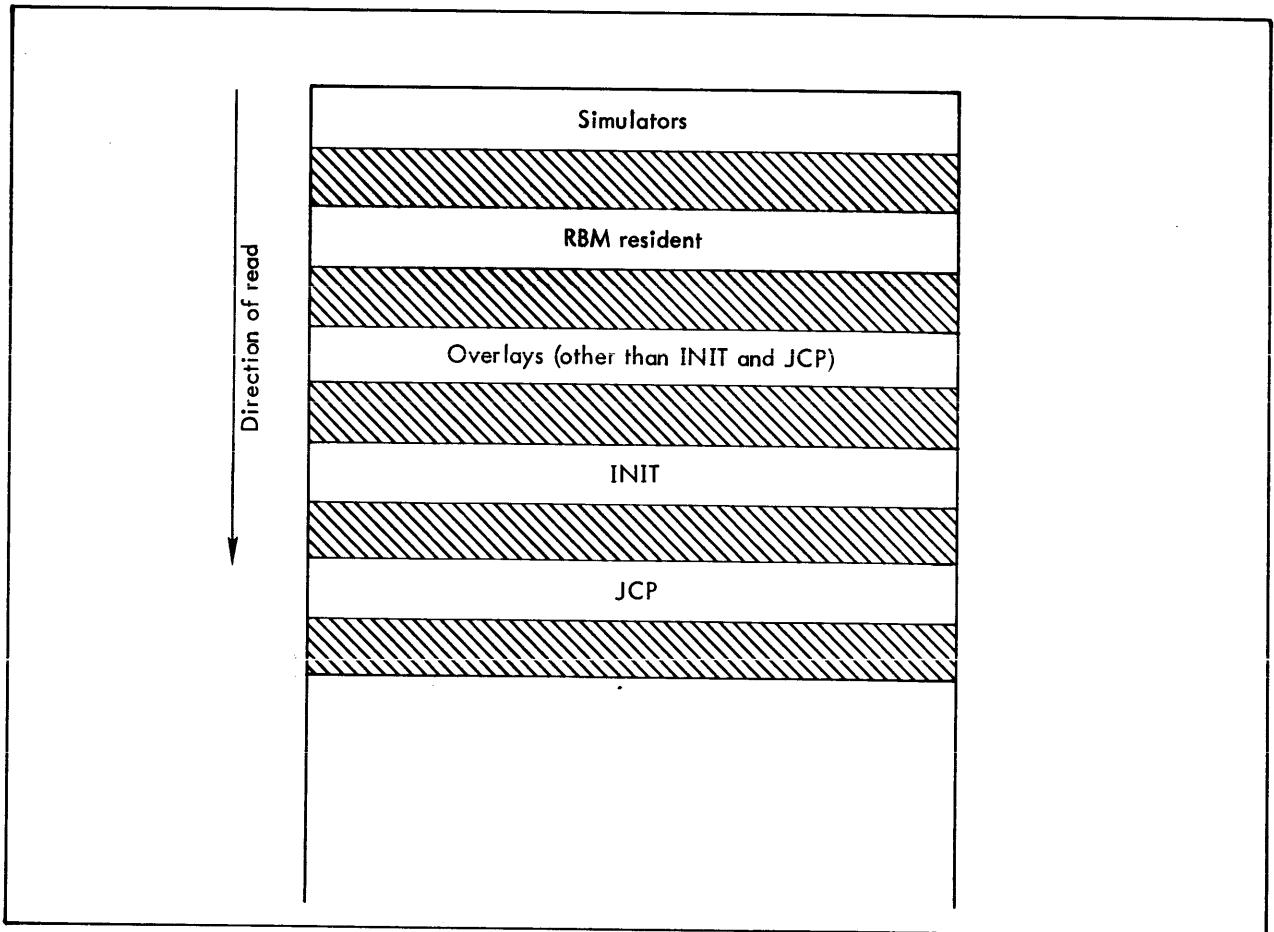 Simulators
RBM resident
Overlays (other than INIT and JCP)
INIT
JCP
Direction of read